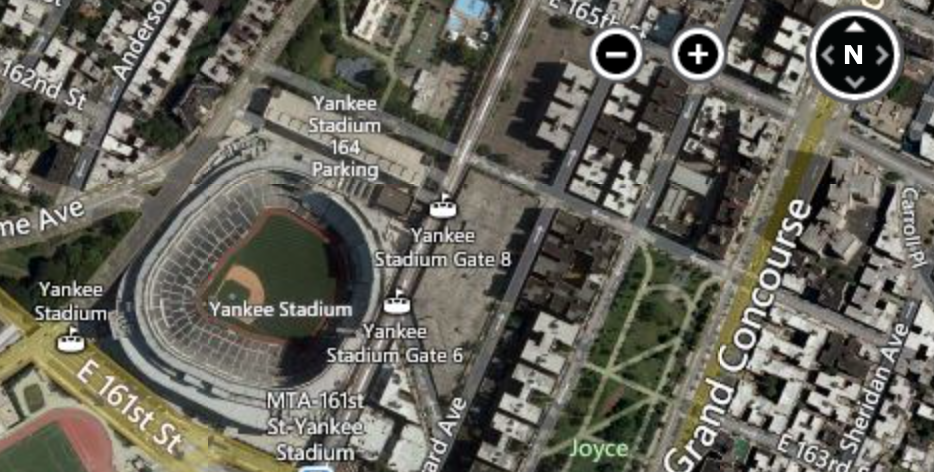 E 165th St
Anderson
162nd St
N
Yankee
Stadium
164
Parking
me Ave
Yankee
Stadium Gate 8
Carroll Pl
Yankee
Stadium
Yankee Stadium
Yankee
Stadium Gate 6
Grand Concourse
E 161st St
MTA-161st
St-Yankee
Stadium
ard Ave
Joyce
Sheridan Ave
E 163rd